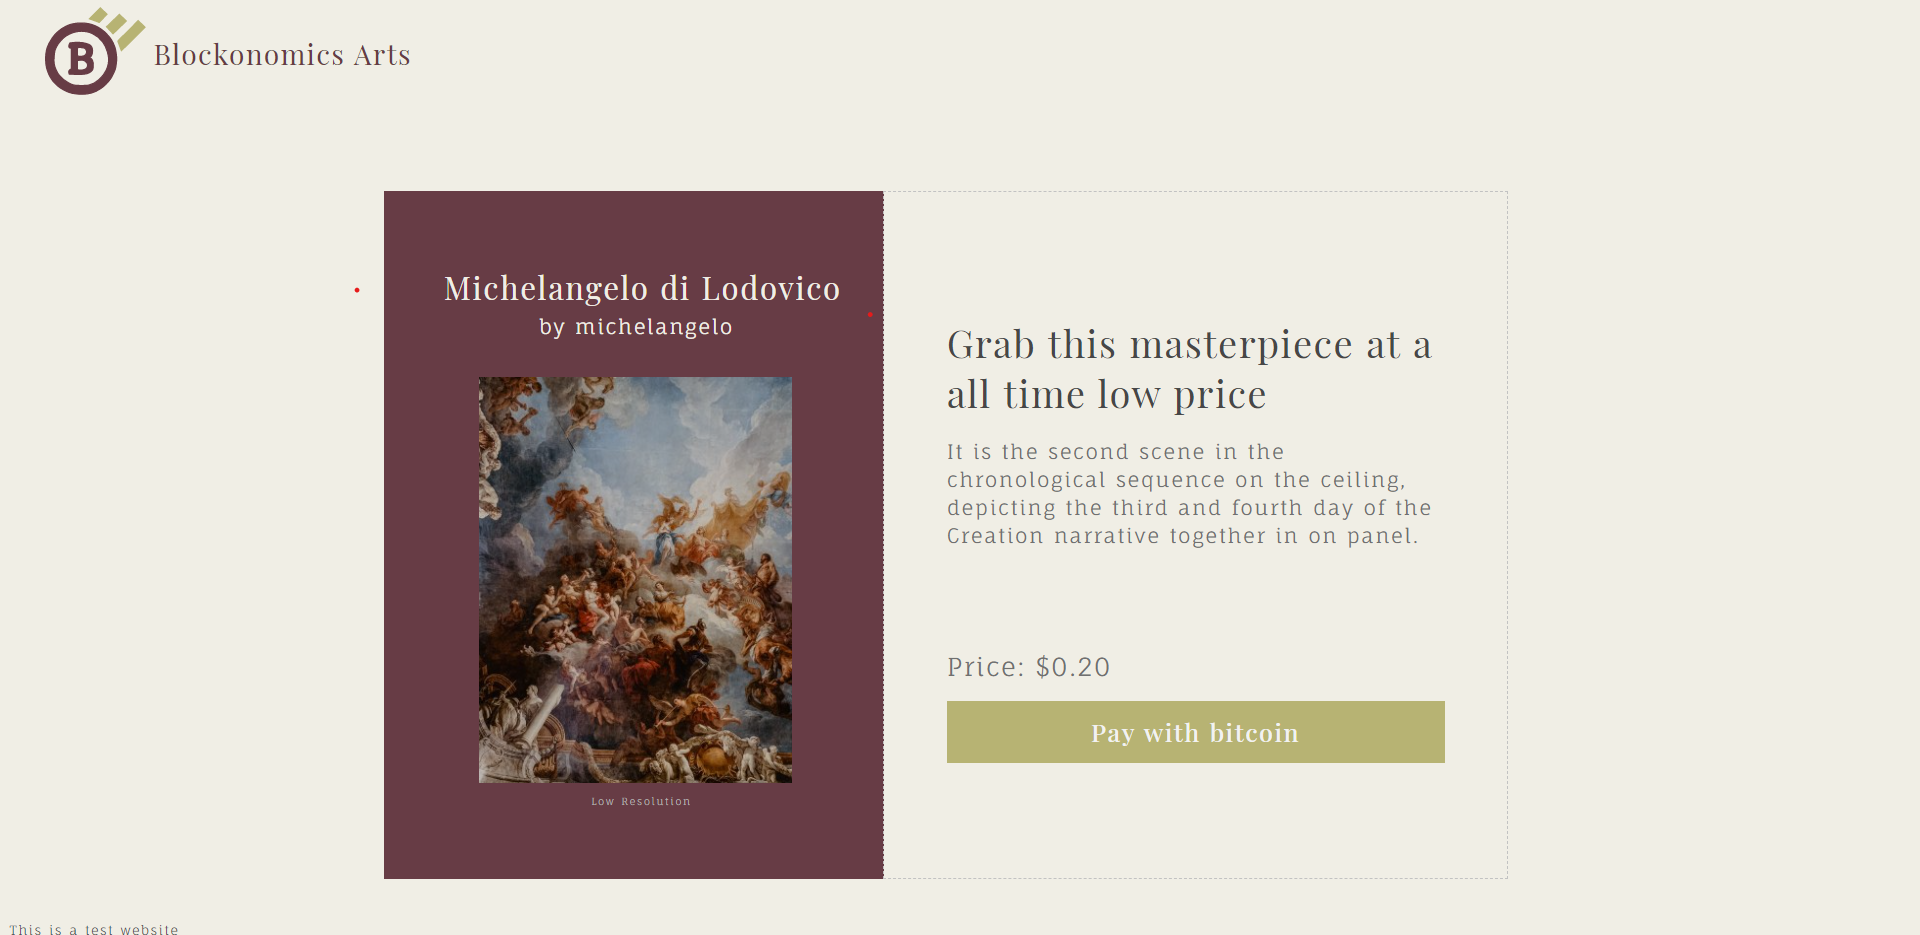 B
Blockonomics Arts
Michelangelo di Lodovico
by michelangelo
Low Resolution
Grab this masterpiece at a
all time low price
It is the second scene in the
chronological sequence on the ceiling,
depicting the third and fourth day of the
Creation narrative together in on panel.
Price: $0.20
Pay with bitcoin
This is a test website